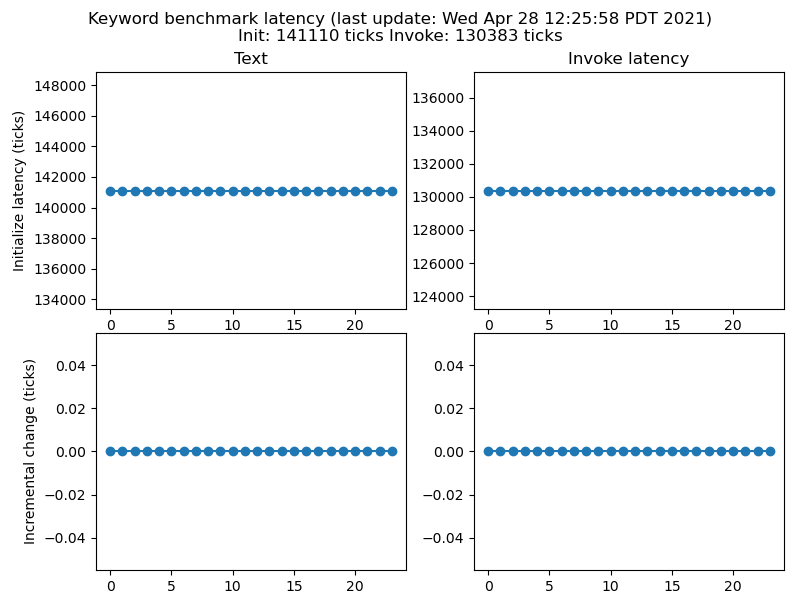 Keyword benchmark latency (last update: Wed Apr 28 12:25:58 PDT 2021)
Init: 141110 ticks Invoke: 130383 ticks
Text
Initialize latency (ticks)
148000
146000
144000
142000
140000
138000
136000
134000
0 5 10 15 20
Invoke latency
136000
134000
132000
130000
128000
126000
124000
0 5 10 15 20
Incremental change (ticks)
0.04
0.02
0.00
−0.02
−0.04
0 5 10 15 20
0.04
0.02
0.00
−0.02
−0.04
0 5 10 15 20